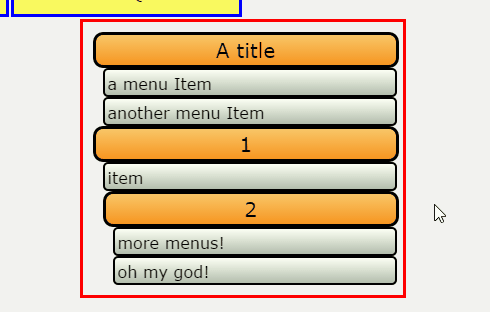 A title
a menu Item
another menu Item
1
item
2
more menus!
oh my god!